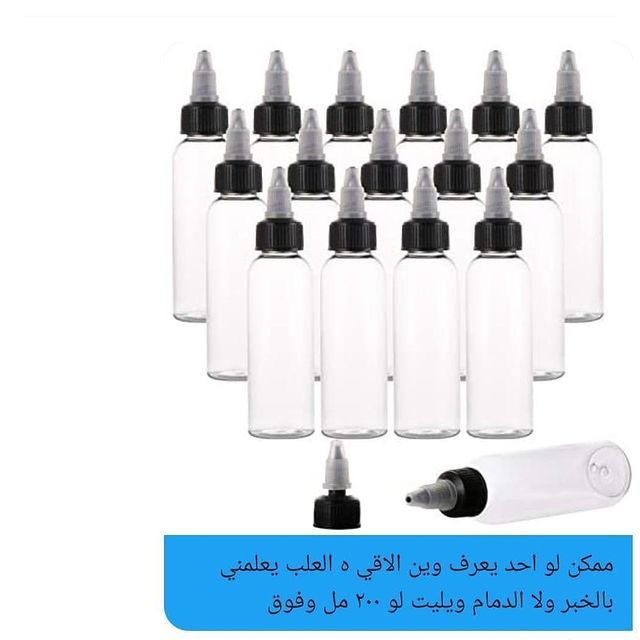 ممكن لو احد يعرف وين الاقي ه العلب يعلمني
بالخبر ولا الدمام ويليت لو ٢٠٠ مل وفوق